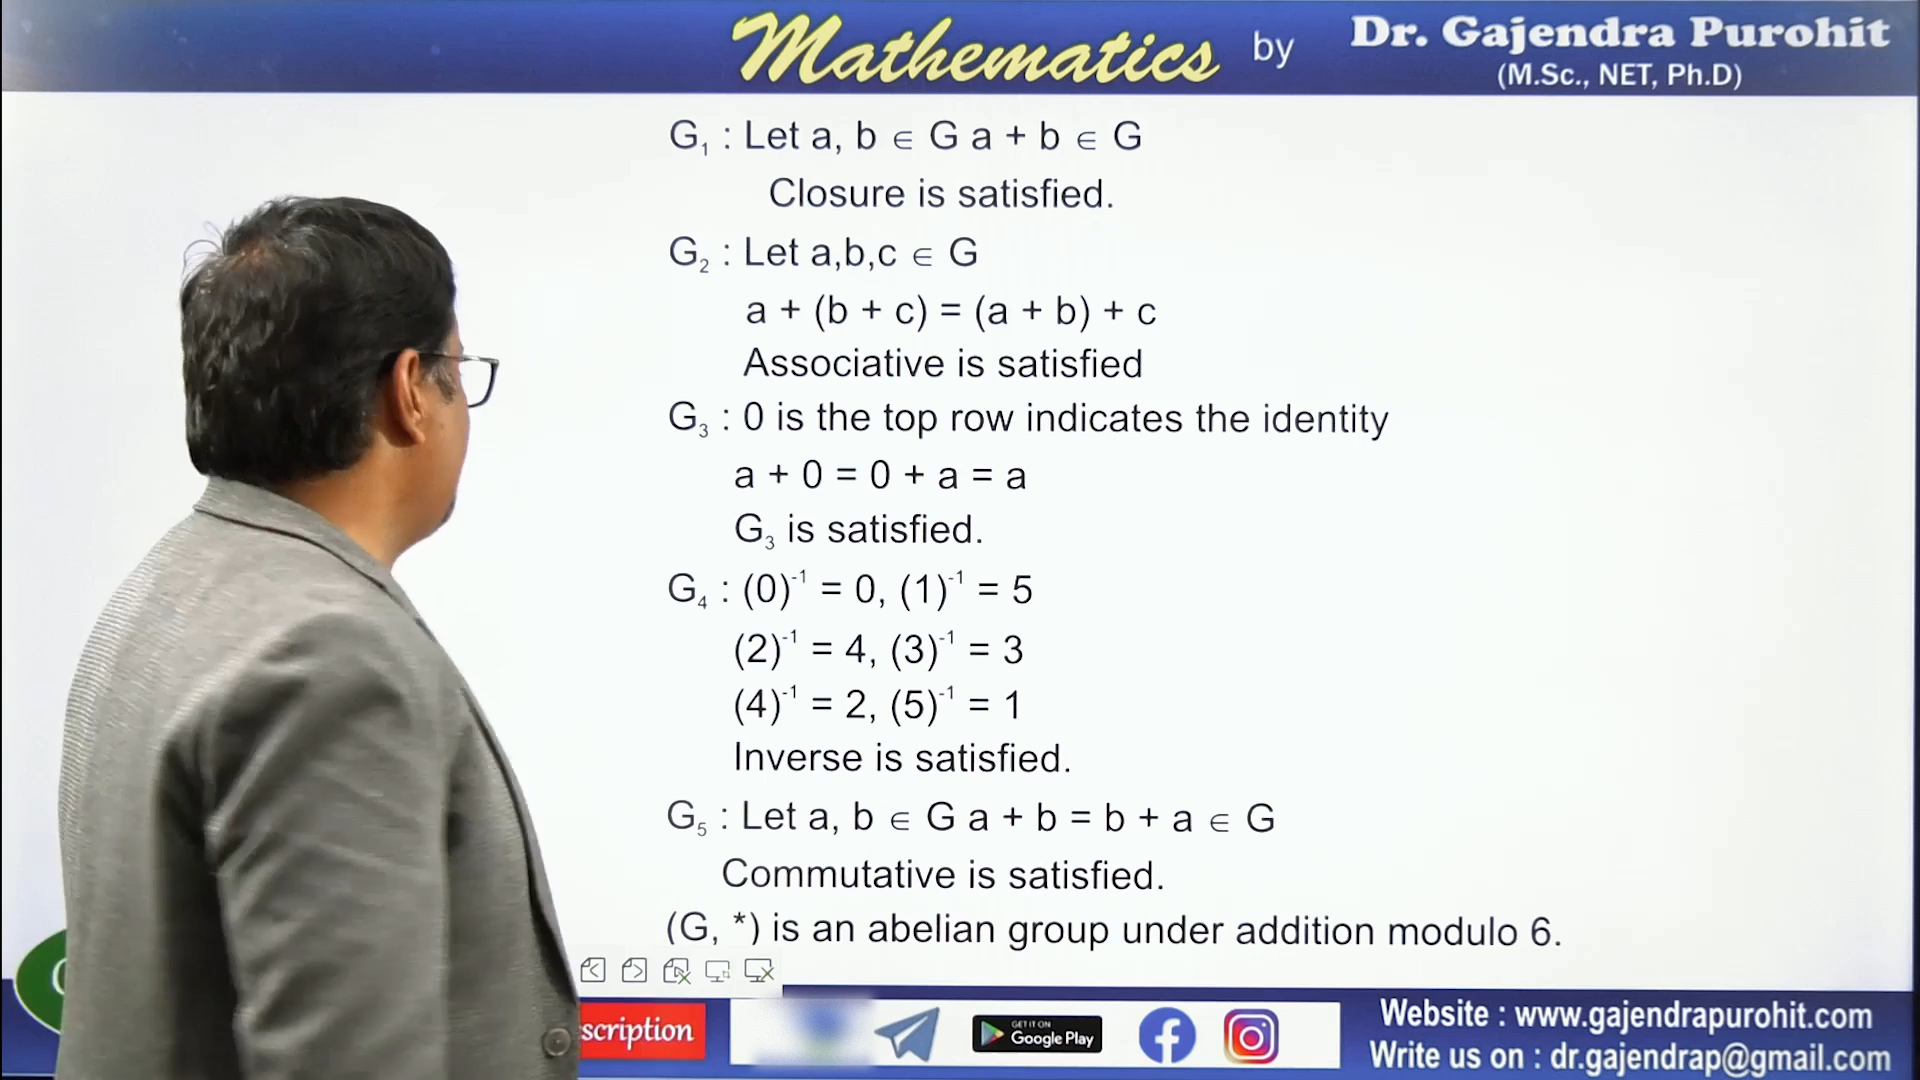 Mathematics by Dr. Gajendra Purohit
(M.Sc., NET, Ph.D)
G₁ : Let a, b ∈ G a + b ∈ G
Closure is satisfied.
G₂ : Let a,b,c ∈ G
a + (b + c) = (a + b) + c
Associative is satisfied
G₃ : 0 is the top row indicates the identity
a + 0 = 0 + a = a
G₃ is satisfied.
G₄ : (0)⁻¹ = 0, (1)⁻¹ = 5
(2)⁻¹ = 4, (3)⁻¹ = 3
(4)⁻¹ = 2, (5)⁻¹ = 1
Inverse is satisfied.
G₅ : Let a, b ∈ G a + b = b + a ∈ G
Commutative is satisfied.
(G, *) is an abelian group under addition modulo 6.
scription
GET IT ON
Google Play
Website : www.gajendrapurohit.com
Write us on : dr.gajendrap@gmail.com